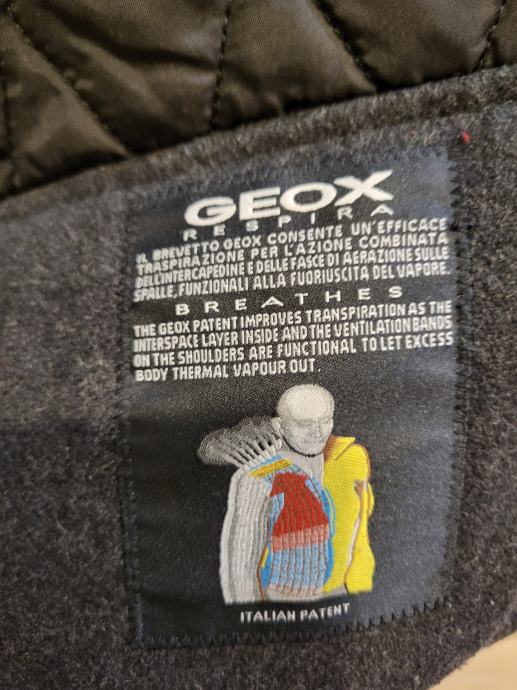 GEOX
RESPIRA
IL BREVETTO GEOX CONSENTE UN'EFFICACE
TRASPIRAZIONE PER L'AZIONE COMBINATA
DELL'INTERCAPEDINE E DELLE FASCE DI AERAZIONE SULLE
SPALLE, FUNZIONALI ALLA FUORIUSCITA DEL VAPORE.
BREATHES
THE GEOX PATENT IMPROVES TRANSPIRATION AS THE
INTERSPACE LAYER INSIDE AND THE VENTILATION BANDS
ON THE SHOULDERS ARE FUNCTIONAL TO LET EXCESS
BODY THERMAL VAPOUR OUT.
ITALIAN PATENT